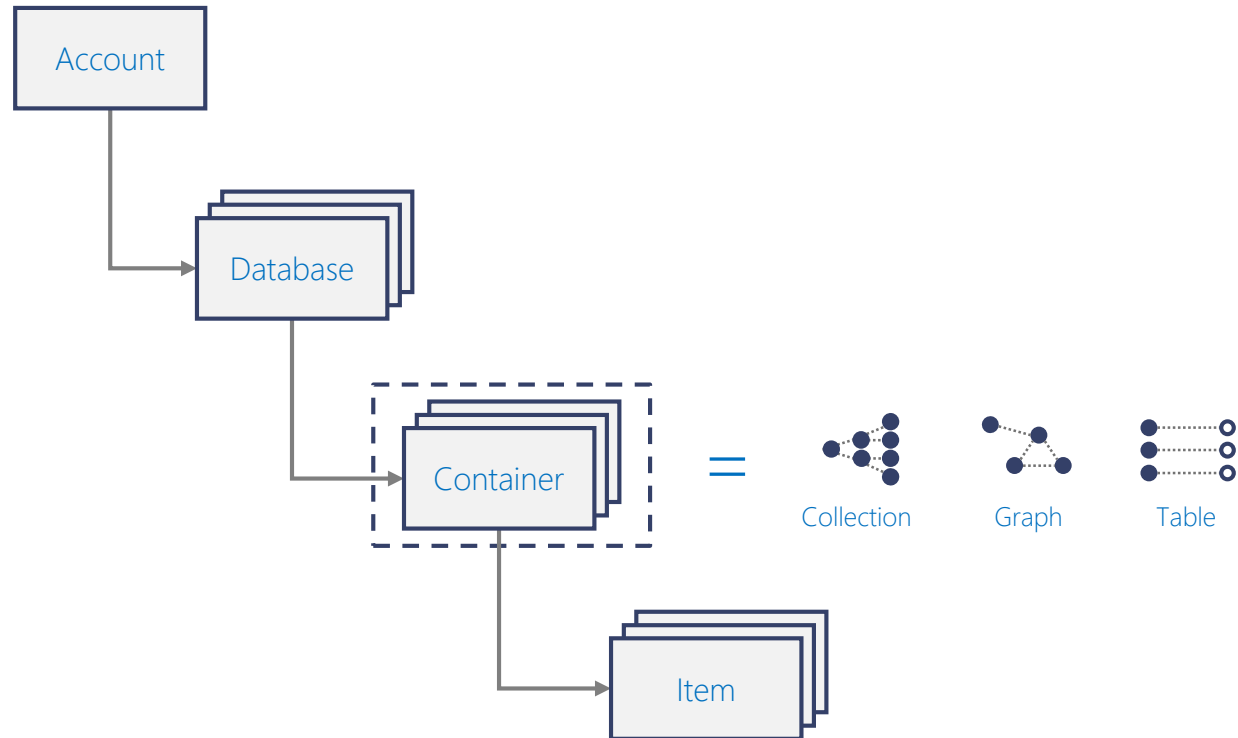 Account
Database
Container
=
Collection
Graph
Table
Item